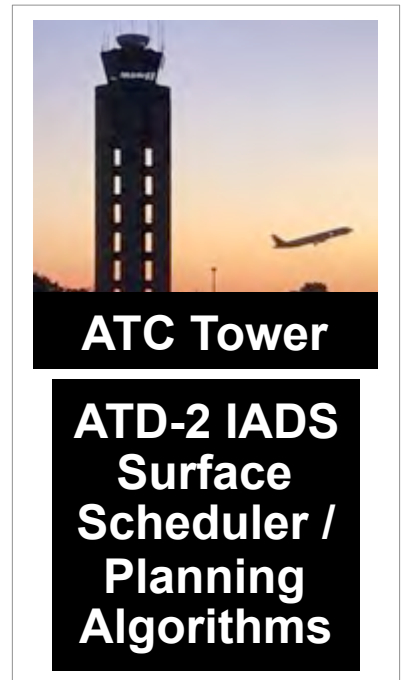 ATC Tower
ATD-2 IADS
Surface
Scheduler /
Planning
Algorithms